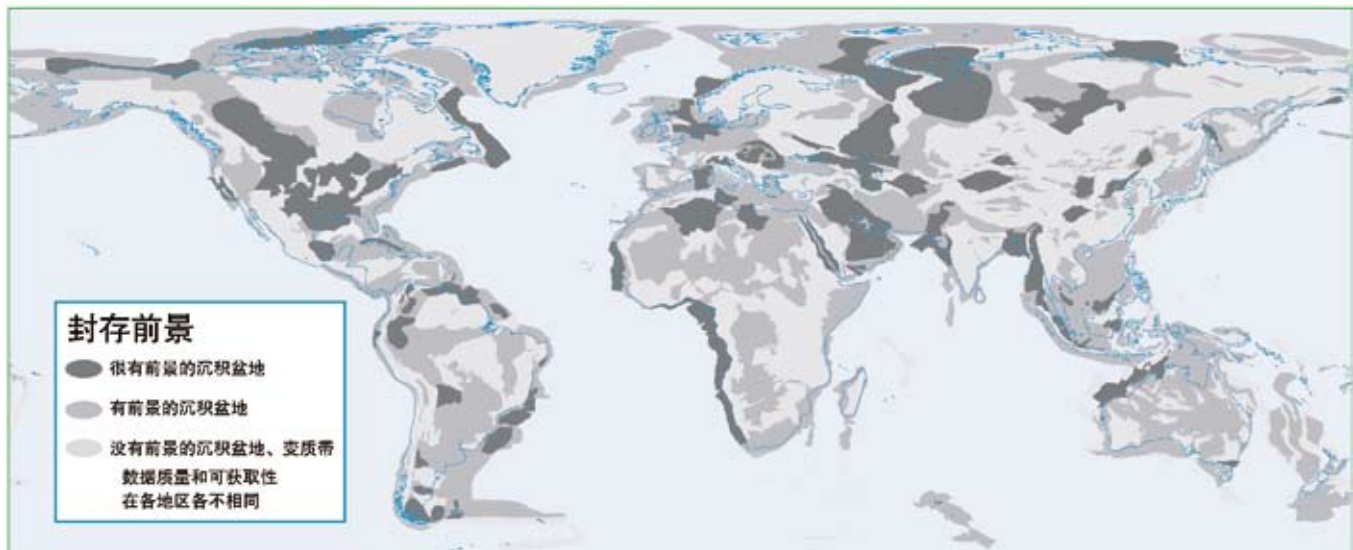 封存前景
很有前景的沉积盆地
有前景的沉积盆地
没有前景的沉积盆地、变质带
数据质量和可获取性
在各地区各不相同